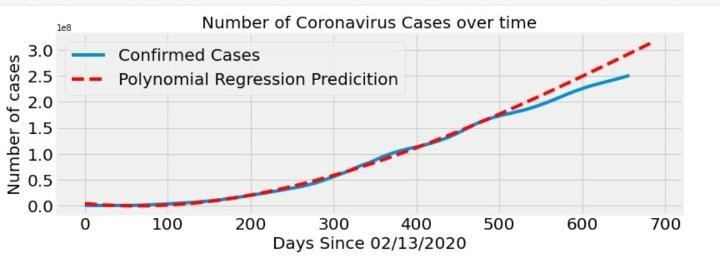 Number of Coronavirus Cases over time
1e8
Confirmed Cases
Polynomial Regression Predicition
Number of cases
3.0
2.5
2.0
1.5
1.0
0.5
0.0
0 100 200 300 400 500 600 700
Days Since 02/13/2020